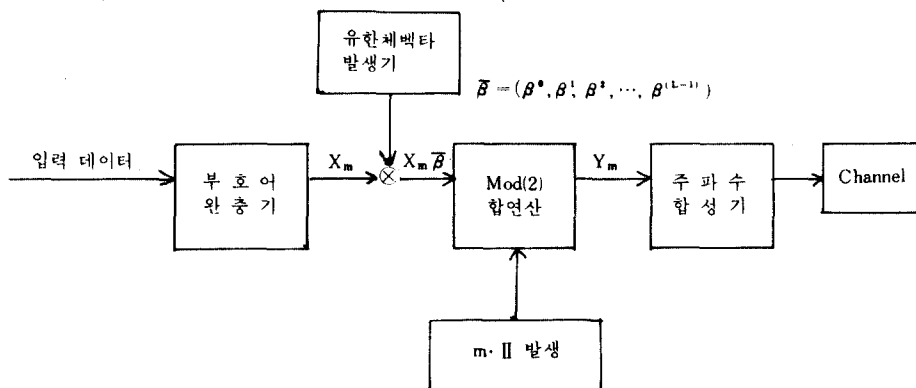 유한체벡타
발생기
β̄ = (β⁰, β¹, β², ⋯, β⁽ᴸ⁻¹⁾)
입력 데이터
부 호 어
완 충 기
Xₘ
⊗
Xₘ β̄
Mod(2)
합연산
Yₘ
주 파 수
합 성 기
Channel
m· Ⅱ 발생